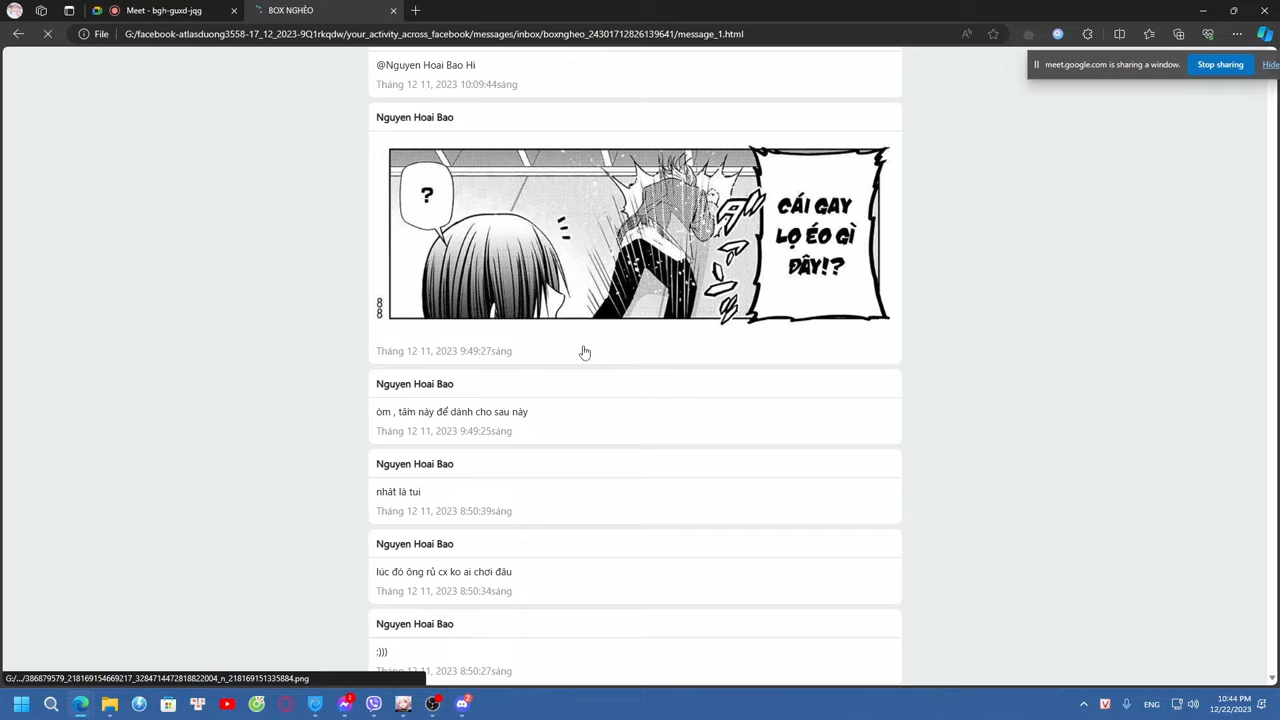 Meet - bgh-guxd-jqg
BOX NGHÈO
File
G:/facebook-atlasduong3558-17_12_2023-9Q1rkqdw/your_activity_across_facebook/messages/inbox/boxngheo_24301712826139641/message_1.html
meet.google.com is sharing a window.
Stop sharing
Hide
@Nguyen Hoai Bao Hi
Tháng 12 11, 2023 10:09:44sáng
Nguyen Hoai Bao
?
CÁI GAY
LỌ ÉO GÌ
ĐÂY!?
88
Tháng 12 11, 2023 9:49:27sáng
Nguyen Hoai Bao
òm , tấm này để dành cho sau này
Tháng 12 11, 2023 9:49:25sáng
Nguyen Hoai Bao
nhất là tui
Tháng 12 11, 2023 8:50:39sáng
Nguyen Hoai Bao
lúc đó ông rủ cx ko ai chơi đâu
Tháng 12 11, 2023 8:50:34sáng
Nguyen Hoai Bao
:)))
12 11, 2023 8:50:27sáng
G:/.../386879579_218169154669217_3284714472818822004_n_218169151335884.png
ENG
10:44 PM
12/22/2023